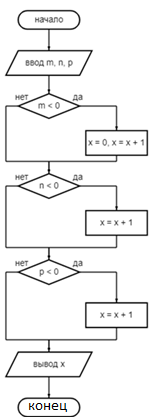 начало
ввод m, n, p
нет
m < 0
да
x = 0, x = x + 1
нет
n < 0
да
x = x + 1
нет
p < 0
да
x = x + 1
вывод x
конец